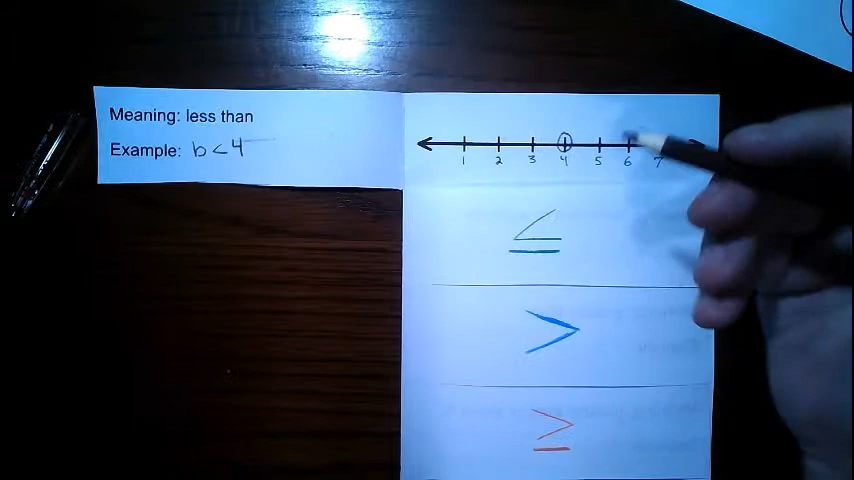 Meaning: less than
Example: b < 4
1 2 3 4 5 6 7
≤
>
≥